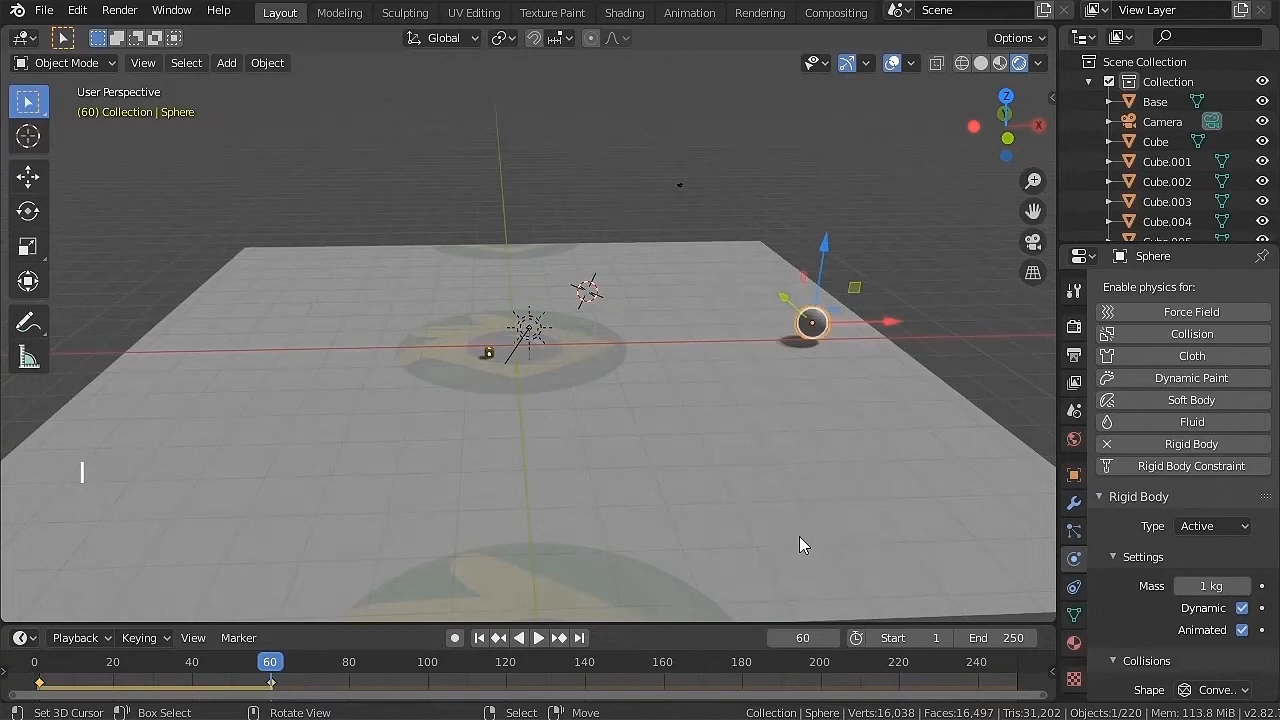 File Edit Render Window Help Layout Modeling Sculpting UV Editing Texture Paint Shading Animation Rendering Compositing Scene View Layer
Global Options
Object Mode View Select Add Object
User Perspective
(60) Collection | Sphere
Z
Y
X
Scene Collection
Collection
Base
Camera
Cube
Cube.001
Cube.002
Cube.003
Cube.004
Sphere
Enable physics for:
Force Field
Collision
Cloth
Dynamic Paint
Soft Body
Fluid
Rigid Body
Rigid Body Constraint
Rigid Body
Type Active
Settings
Mass 1 kg
Dynamic
Animated
Collisions
Shape Conve..
I
Playback Keying View Marker 60 Start 1 End 250
0 20 40 60 80 100 120 140 160 180 200 220 240
Set 3D Cursor Box Select Rotate View Select Move Collection | Sphere | Verts:16,038 | Faces:16,497 | Tris:31,202 | Objects:1/220 | Mem: 113.8 MiB | v2.82.